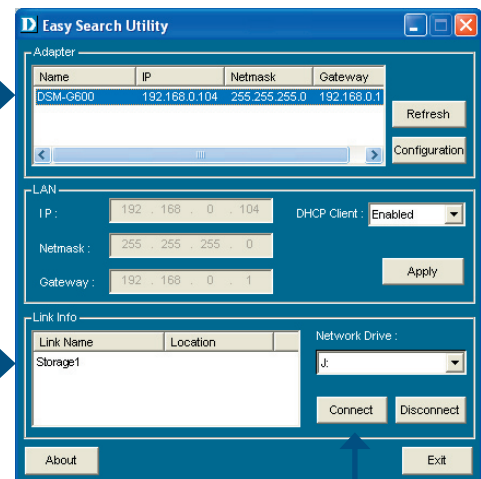 D Easy Search Utility
Adapter
Name IP Netmask Gateway
DSM-G600 192.168.0.104 255.255.255.0 192.168.0.1
Refresh
Configuration
LAN
IP: 192 . 168 . 0 . 104 DHCP Client : Enabled
Netmask : 255 . 255 . 255 . 0
Gateway : 192 . 168 . 0 . 1 Apply
Link Info
Link Name Location Network Drive :
Storage1 J:
Connect Disconnect
About Exit